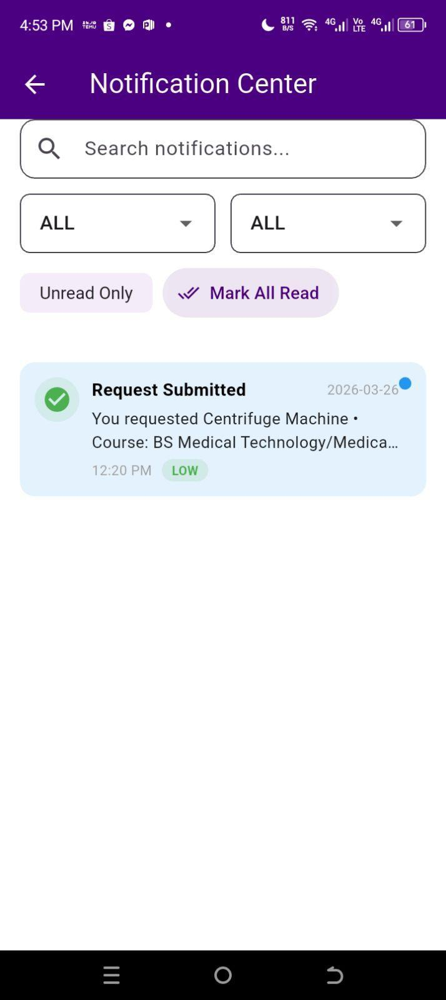 4:53 PM TEMU S 811 B/S 4G Vo LTE 4G 61
Notification Center
Search notifications...
ALL ALL
Unread Only Mark All Read
Request Submitted 2026-03-26
You requested Centrifuge Machine •
Course: BS Medical Technology/Medica...
12:20 PM LOW